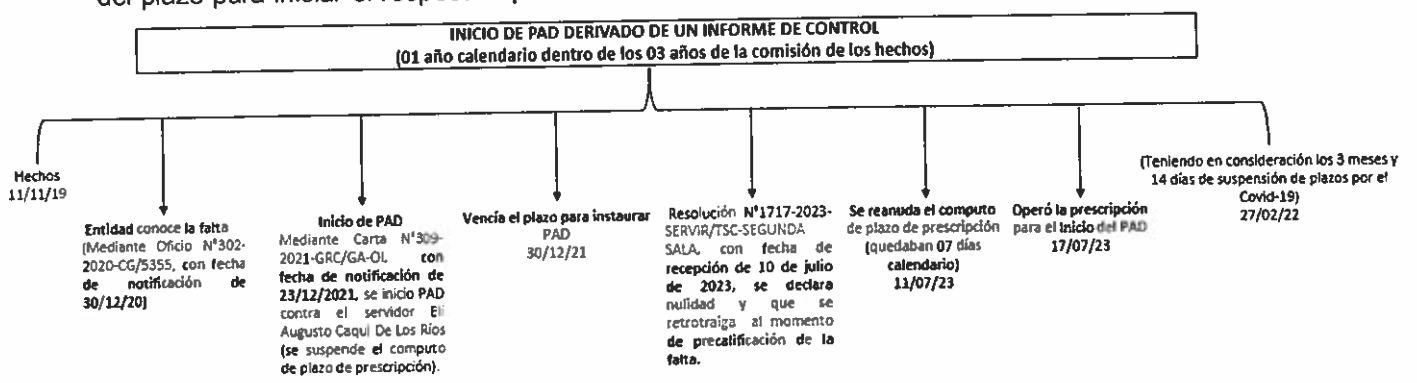 del plazo para iniciar el respectivo p
INICIO DE PAD DERIVADO DE UN INFORME DE CONTROL
(01 año calendario dentro de los 03 años de la comisión de los hechos)
Hechos
11/11/19
Entidad conoce la falta
(Mediante Oficio N°302-
2020-CG/5355, con fecha
de notificación de
30/12/20)
Inicio de PAD
Mediante Carta N°309-
2021-GRC/GA-OI, con
fecha de notificación de
23/12/2021, se inicio PAD
contra el servidor Eli
Augusto Caqui De Los Ríos
(se suspende el computo
de plazo de prescripción).
Vencía el plazo para instaurar
PAD
30/12/21
Resolución N°1717-2023-
SERVIR/TSC-SEGUNDA
SALA, con fecha de
recepción de 10 de julio
de 2023, se declara
nulidad y que se
retrotraiga al momento
de precalificación de la
falta.
Se reanuda el computo
de plazo de prescripción
(quedaban 07 días
calendario)
11/07/23
Operó la prescripción
para el Inicio del PAD
17/07/23
(Teniendo en consideración los 3 meses y
14 días de suspensión de plazos por el
Covid-19)
27/02/22